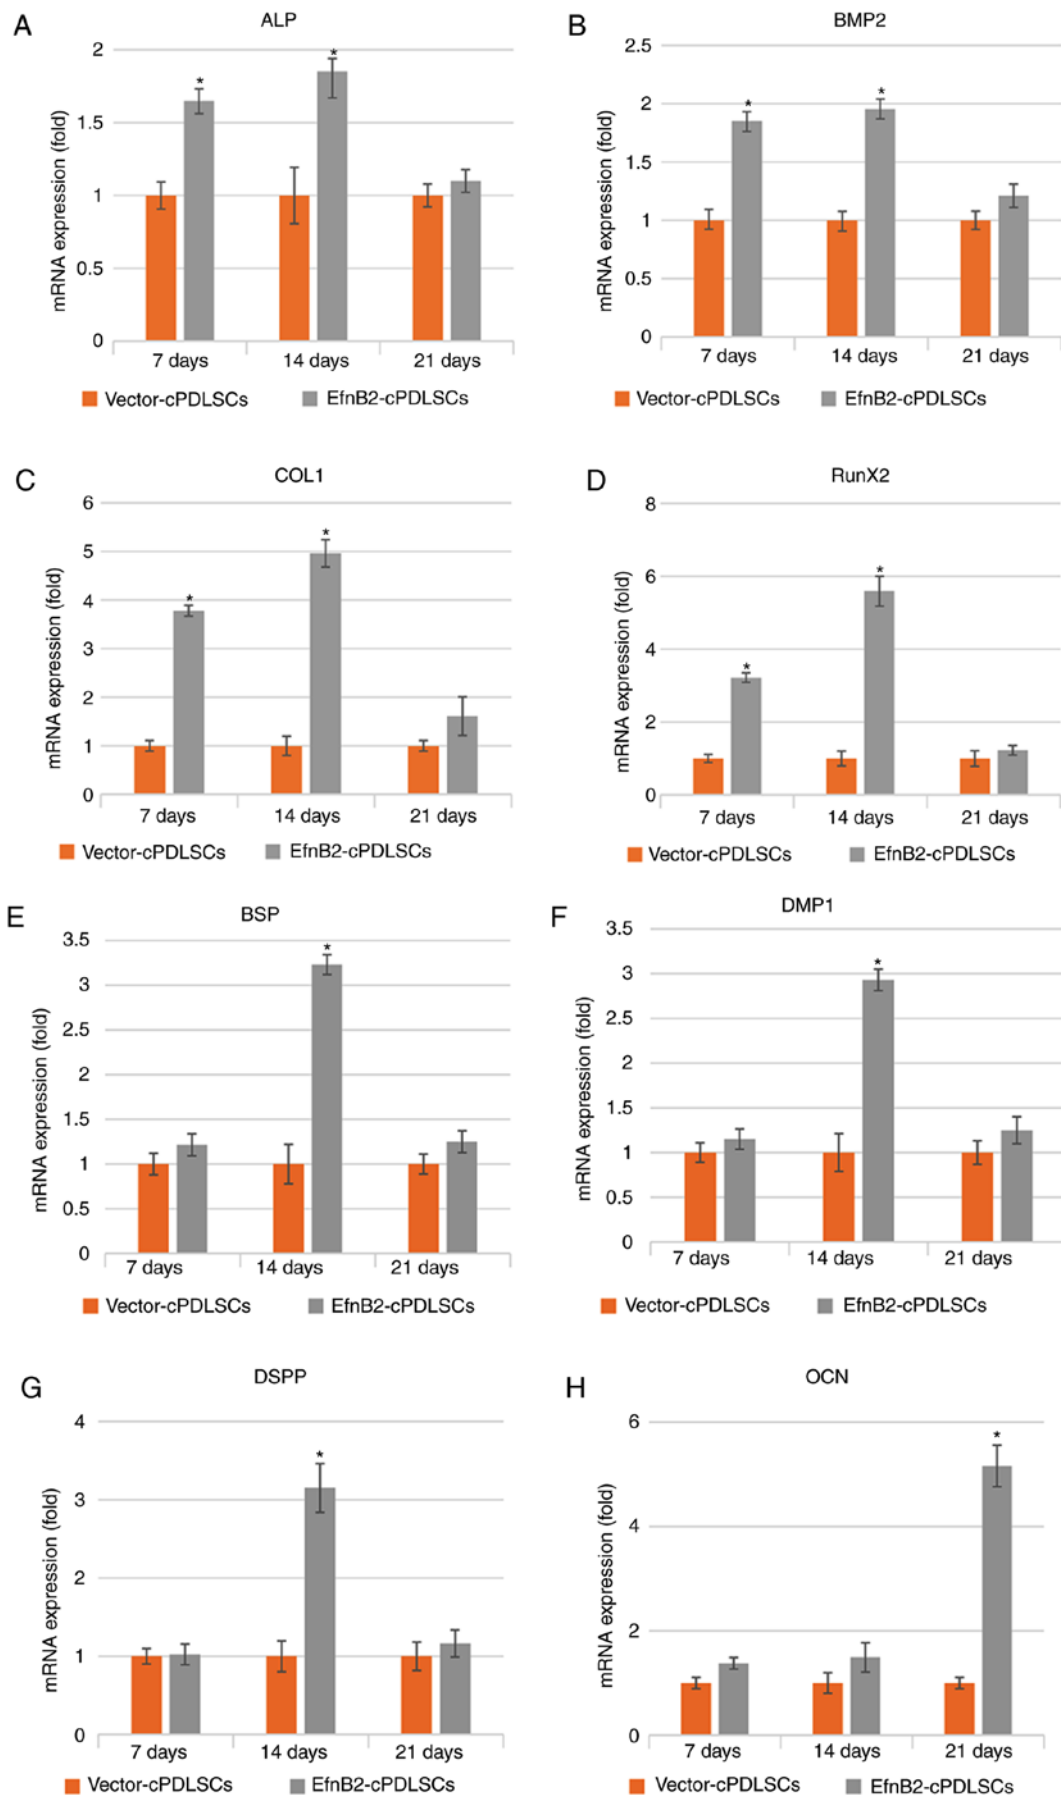 A
ALP
mRNA expression (fold)
2
*
*
1.5
1
0.5
0
7 days
14 days
21 days
Vector-cPDLSCs
EfnB2-cPDLSCs
B
BMP2
mRNA expression (fold)
2.5
2
*
*
1.5
1
0.5
0
7 days
14 days
21 days
Vector-cPDLSCs
EfnB2-cPDLSCs
C
COL1
mRNA expression (fold)
6
*
5
4
*
3
2
1
0
7 days
14 days
21 days
Vector-cPDLSCs
EfnB2-cPDLSCs
D
RunX2
mRNA expression (fold)
8
6
*
4
*
2
0
7 days
14 days
21 days
Vector-cPDLSCs
EfnB2-cPDLSCs
E
BSP
mRNA expression (fold)
3.5
*
3
2.5
2
1.5
1
0.5
0
7 days
14 days
21 days
Vector-cPDLSCs
EfnB2-cPDLSCs
F
DMP1
mRNA expression (fold)
3.5
*
3
2.5
2
1.5
1
0.5
0
7 days
14 days
21 days
Vector-cPDLSCs
EfnB2-cPDLSCs
G
DSPP
mRNA expression (fold)
4
*
3
2
1
0
7 days
14 days
21 days
Vector-cPDLSCs
EfnB2-cPDLSCs
H
OCN
mRNA expression (fold)
6
*
4
2
0
7 days
14 days
21 days
Vector-cPDLSCs
EfnB2-cPDLSCs